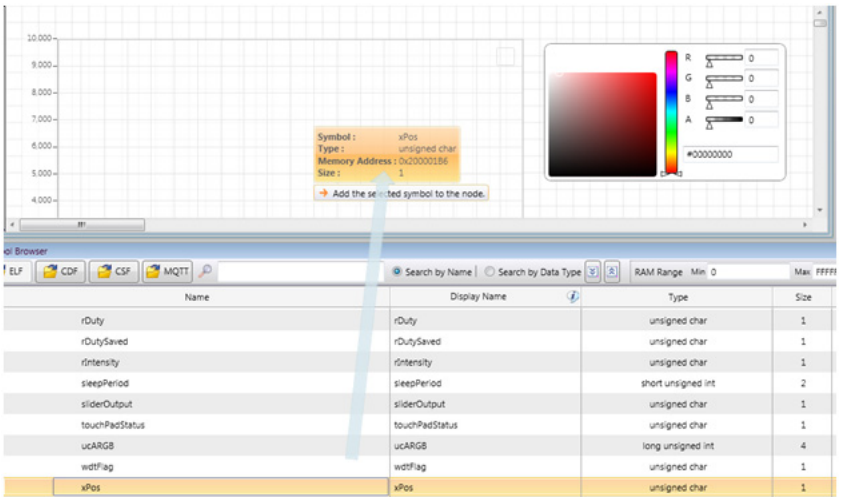 10,000
9,000
8,000
7,000
6,000
5,000
4,000
Symbol : xPos
Type : unsigned char
Memory Address : 0x200001B6
Size : 1
Add the selected symbol to the node.
R 0
G 0
B 0
A 0
#00000000
ol Browser
ELF CDF CSF MQTT Search by Name Search by Data Type RAM Range Min 0 Max FFFF
Name Display Name Type Size
rDuty rDuty unsigned char 1
rDutySaved rDutySaved unsigned char 1
rIntensity rIntensity unsigned char 1
sleepPeriod sleepPeriod short unsigned int 2
sliderOutput sliderOutput unsigned char 1
touchPadStatus touchPadStatus unsigned char 1
ucARGB ucARGB long unsigned int 4
wdtFlag wdtFlag unsigned char 1
xPos xPos unsigned char 1